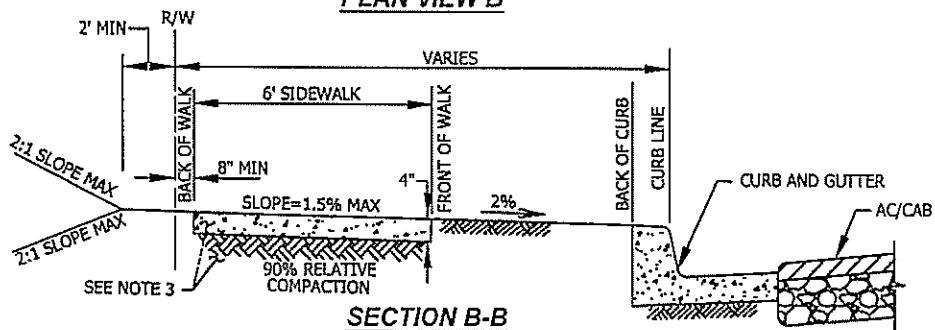 PLAN VIEW B
R/W
2' MIN
VARIES
6' SIDEWALK
BACK OF WALK
FRONT OF WALK
BACK OF CURB
CURB LINE
2:1 SLOPE MAX
8" MIN
4"
CURB AND GUTTER
SLOPE=1.5% MAX
2%
AC/CAB
2:1 SLOPE MAX
90% RELATIVE
COMPACTION
SEE NOTE 3
SECTION B-B